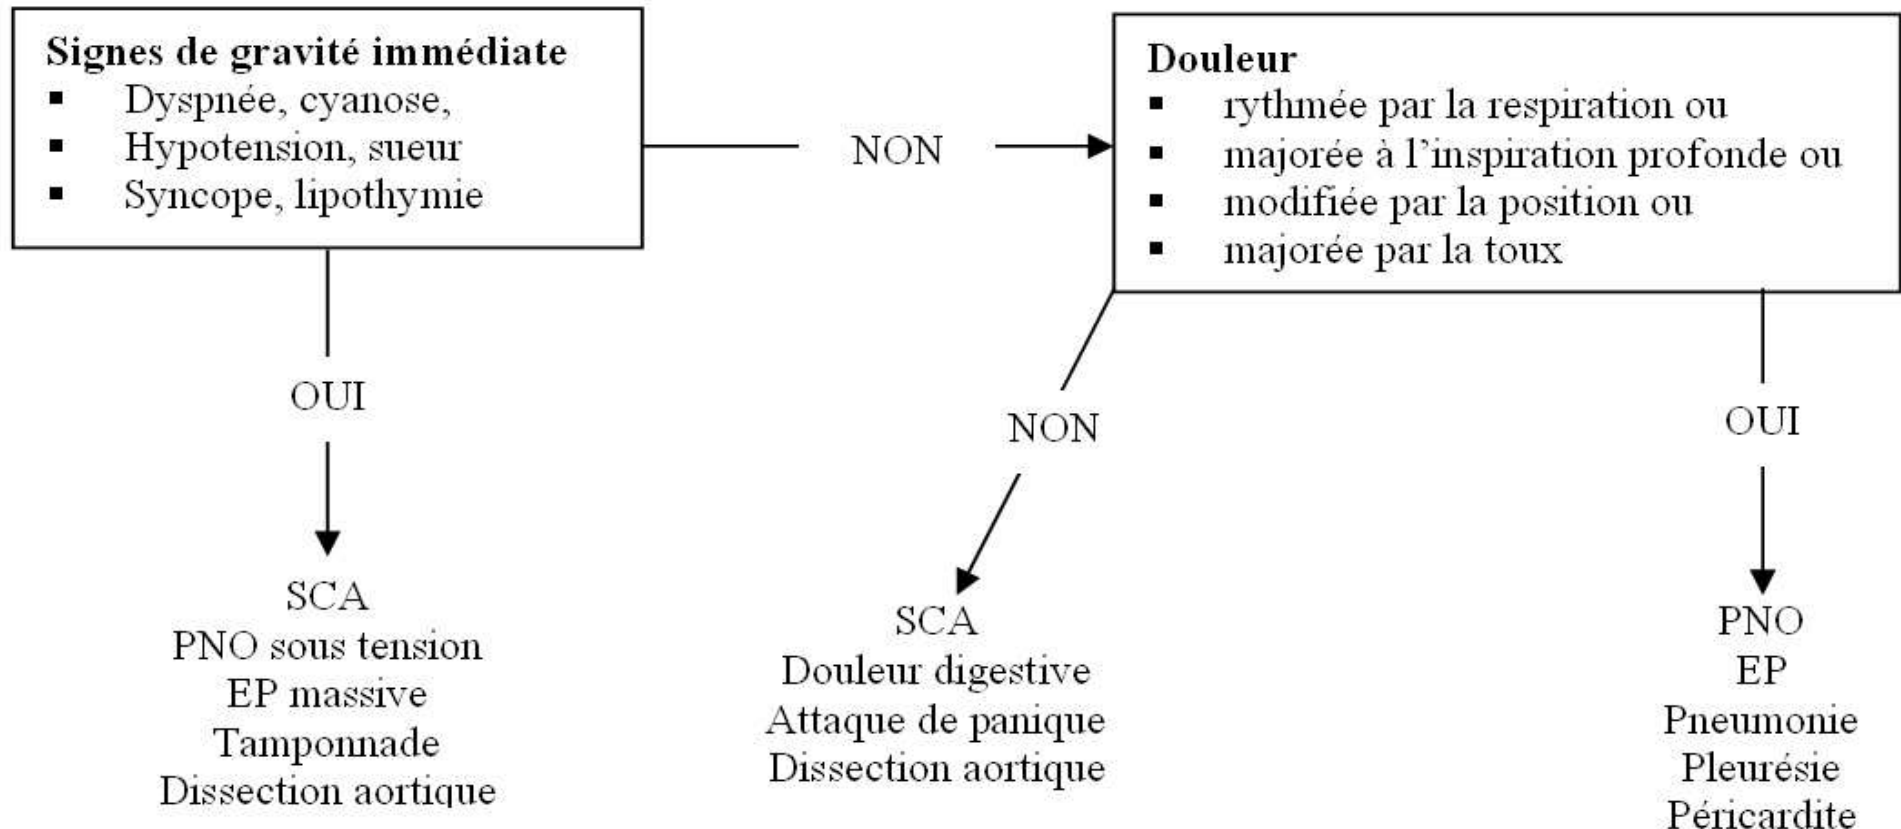 Signes de gravité immédiate
▪ Dyspnée, cyanose,
▪ Hypotension, sueur
▪ Syncope, lipothymie
NON
Douleur
▪ rythmée par la respiration ou
▪ majorée à l’inspiration profonde ou
▪ modifiée par la position ou
▪ majorée par la toux
OUI
NON
OUI
SCA
PNO sous tension
EP massive
Tamponnade
Dissection aortique
SCA
Douleur digestive
Attaque de panique
Dissection aortique
PNO
EP
Pneumonie
Pleurésie
Péricardite